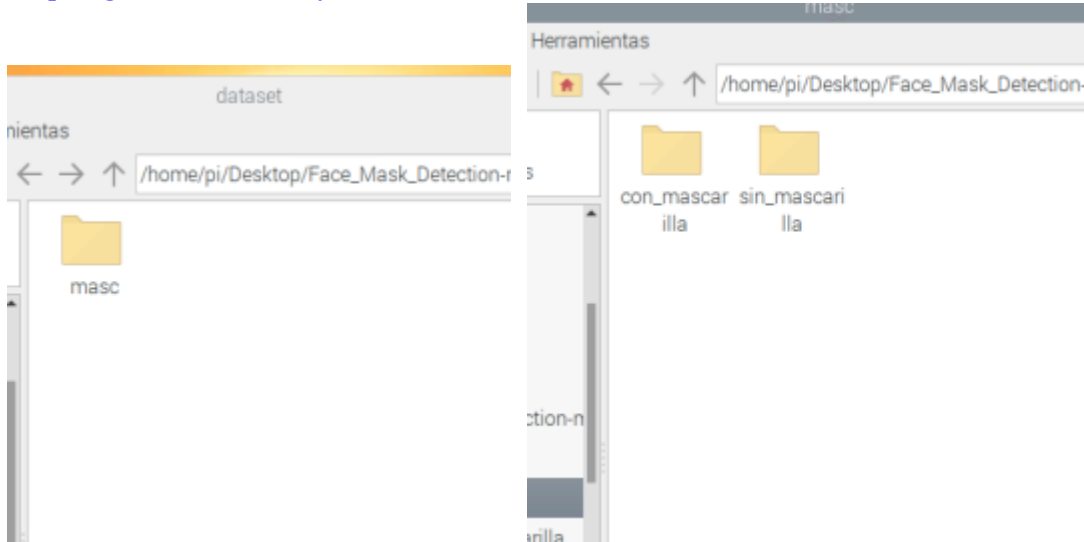 dataset
mientas
/home/pi/Desktop/Face_Mask_Detection-
masc
masc
Herramientas
/home/pi/Desktop/Face_Mask_Detection-
s
con_mascar
illa
sin_mascari
lla
ction-
arilla